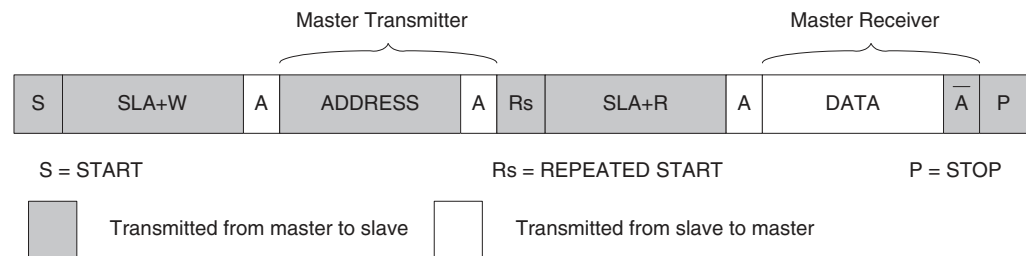 Master Transmitter Master Receiver
S SLA+W A ADDRESS A Rs SLA+R A DATA A̅ P
S = START Rs = REPEATED START P = STOP
Transmitted from master to slave Transmitted from slave to master